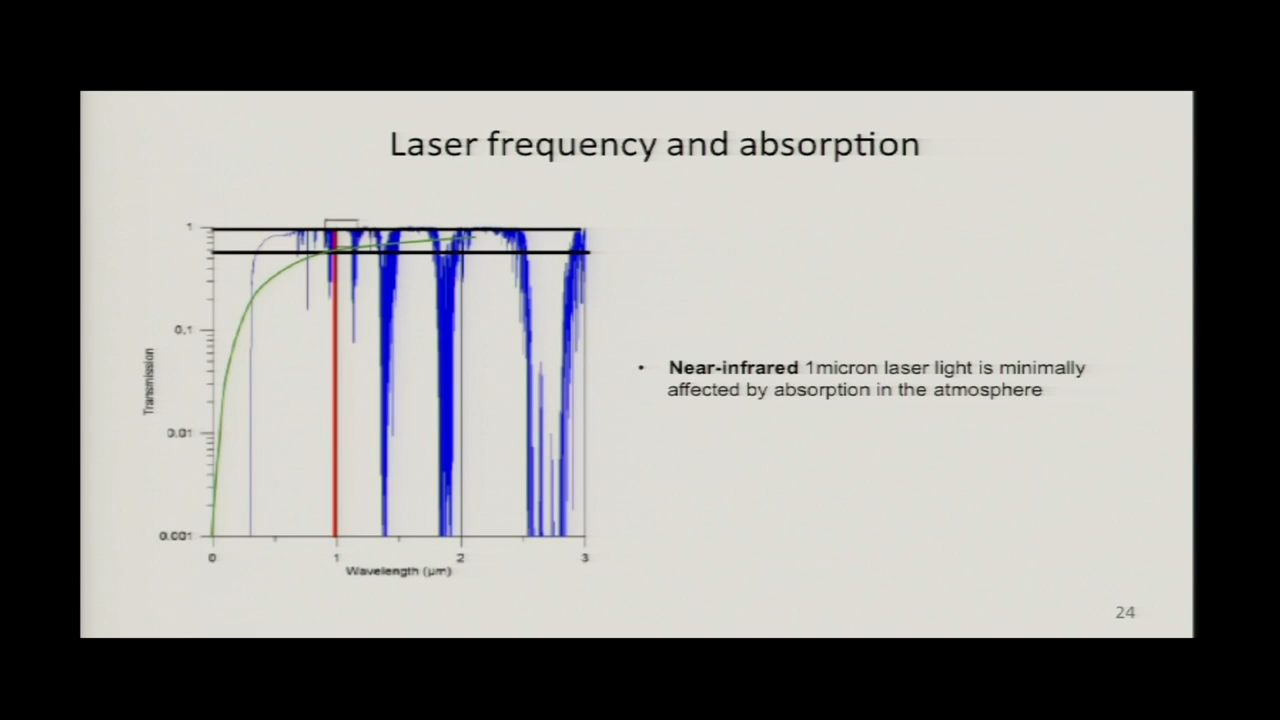 Laser frequency and absorption
1
0.1
0.01
0.001
Transmission
0
1
2
3
Wavelength (µm)
• Near-infrared 1micron laser light is minimally
affected by absorption in the atmosphere
24